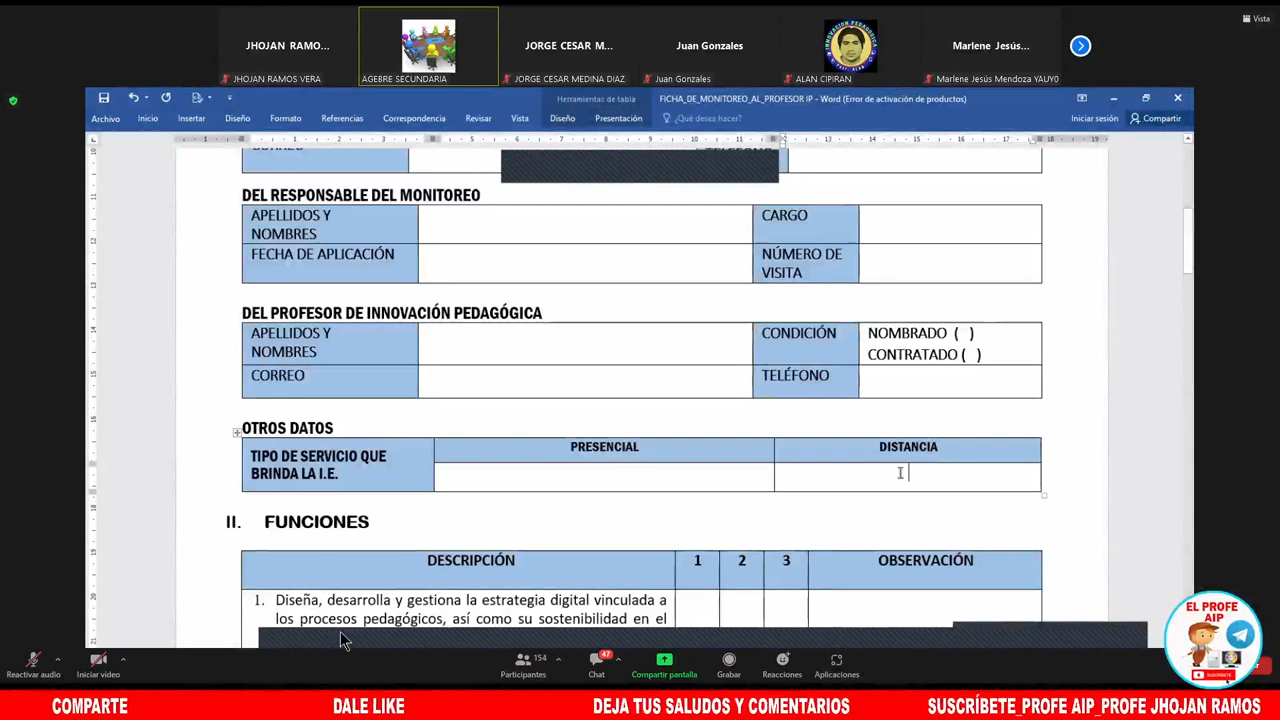 JHOJAN RAMO...
JORGE CESAR M...
Juan Gonzales
Marlene Jesús...
Vista
JHOJAN RAMOS VERA
AGEBRE SECUNDARIA
JORGE CESAR MEDINA DIAZ
Juan Gonzales
ALAN CIPIRAN
Marlene Jesús Mendoza YAUYO
Herramientas de tabla
FICHA_DE_MONITOREO_AL_PROFESOR IP - Word (Error de activación de productos)
Archivo Inicio Insertar Diseño Formato Referencias Correspondencia Revisar Vista Diseño Presentación ¿Qué desea hacer? Iniciar sesión Compartir
DEL RESPONSABLE DEL MONITOREO
APELLIDOS Y
NOMBRES
CARGO
FECHA DE APLICACIÓN
NÚMERO DE
VISITA
DEL PROFESOR DE INNOVACIÓN PEDAGÓGICA
APELLIDOS Y
NOMBRES
CONDICIÓN
NOMBRADO ( )
CONTRATADO ( )
CORREO
TELÉFONO
OTROS DATOS
TIPO DE SERVICIO QUE
BRINDA LA I.E.
PRESENCIAL
DISTANCIA
II. FUNCIONES
DESCRIPCIÓN 1 2 3 OBSERVACIÓN
1. Diseña, desarrolla y gestiona la estrategia digital vinculada a
los procesos pedagógicos, así como su sostenibilidad en el
EL PROFE
AIP
SUSCRÍBETE
Reactivar audio
Iniciar video
154
Participantes
47
Chat
Compartir pantalla
Grabar
Reacciones
Aplicaciones
COMPARTE
DALE LIKE
DEJA TUS SALUDOS Y COMENTARIOS
SUSCRÍBETE_PROFE AIP_PROFE JHOJAN RAMOS